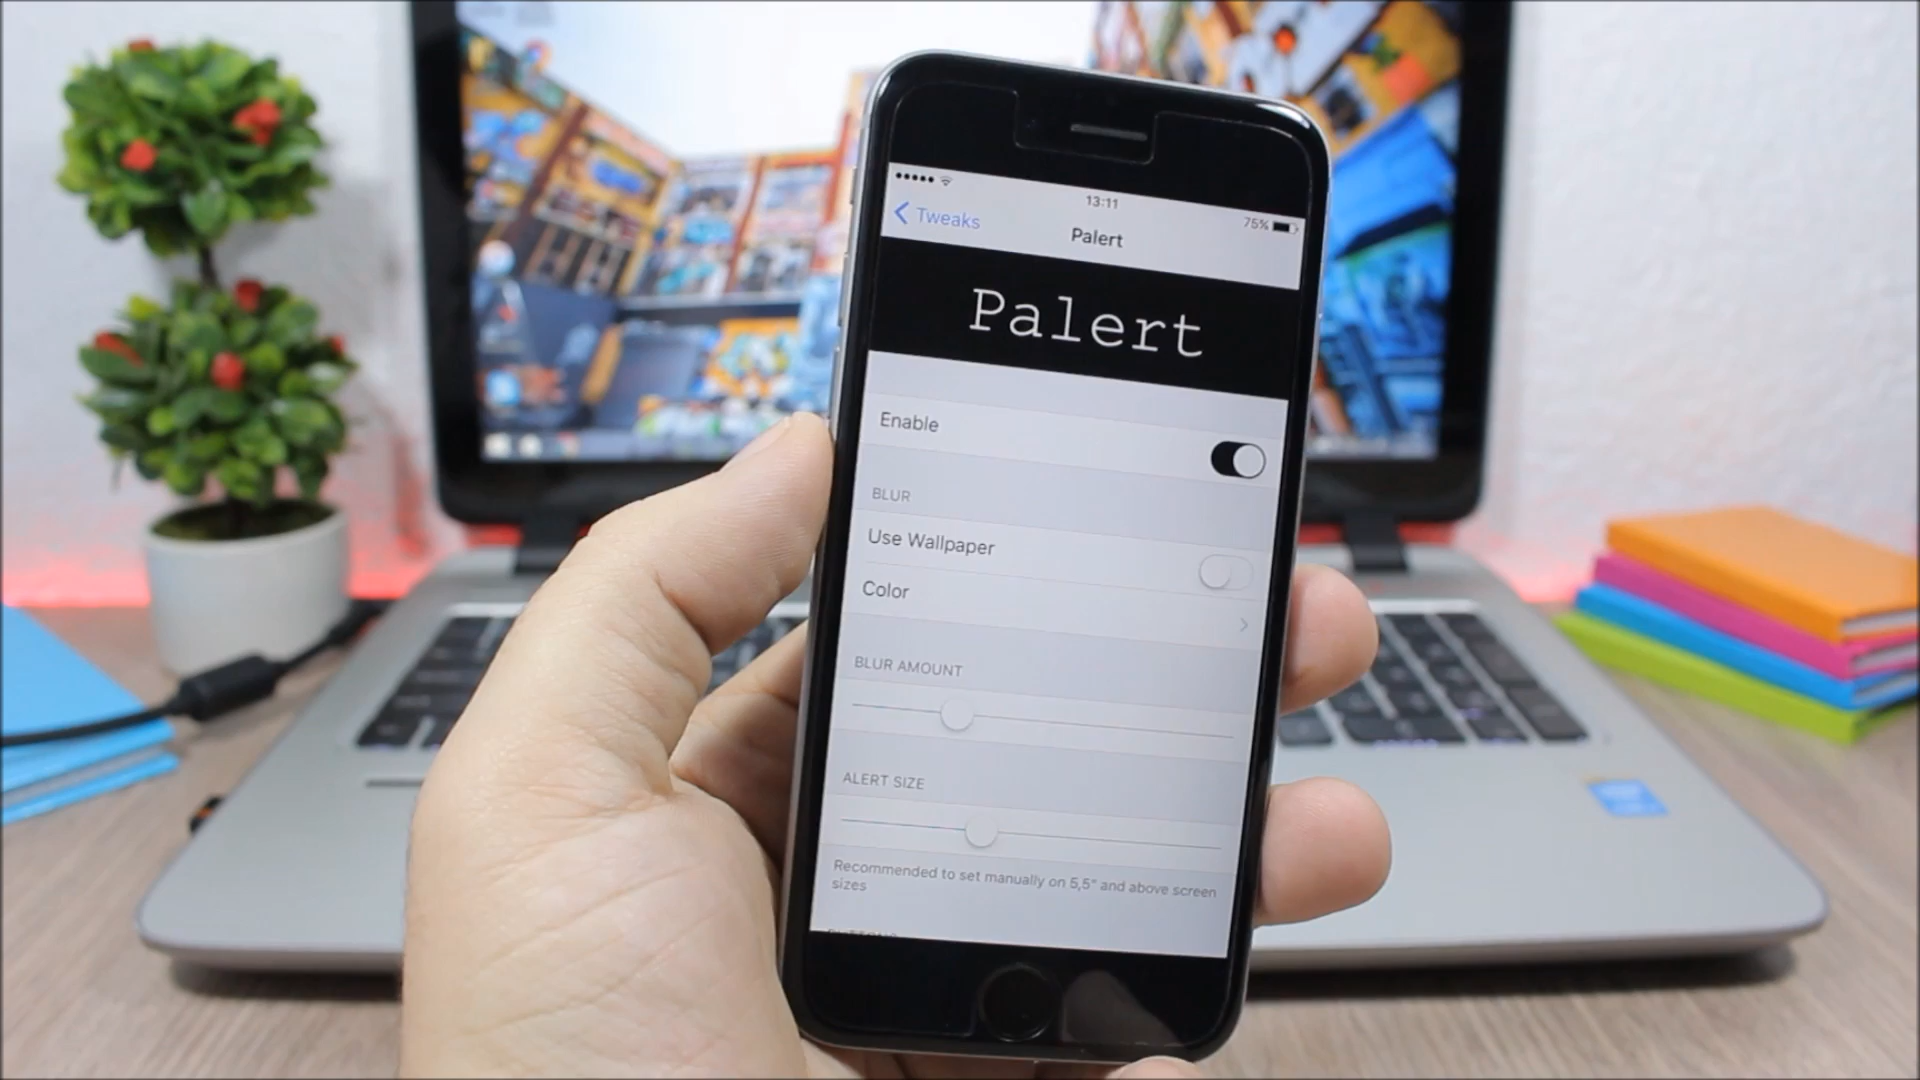 13:11
75%
Tweaks
Palert
Palert
Enable
BLUR
Use Wallpaper
Color
BLUR AMOUNT
ALERT SIZE
Recommended to set manually on 5,5" and above screen
sizes